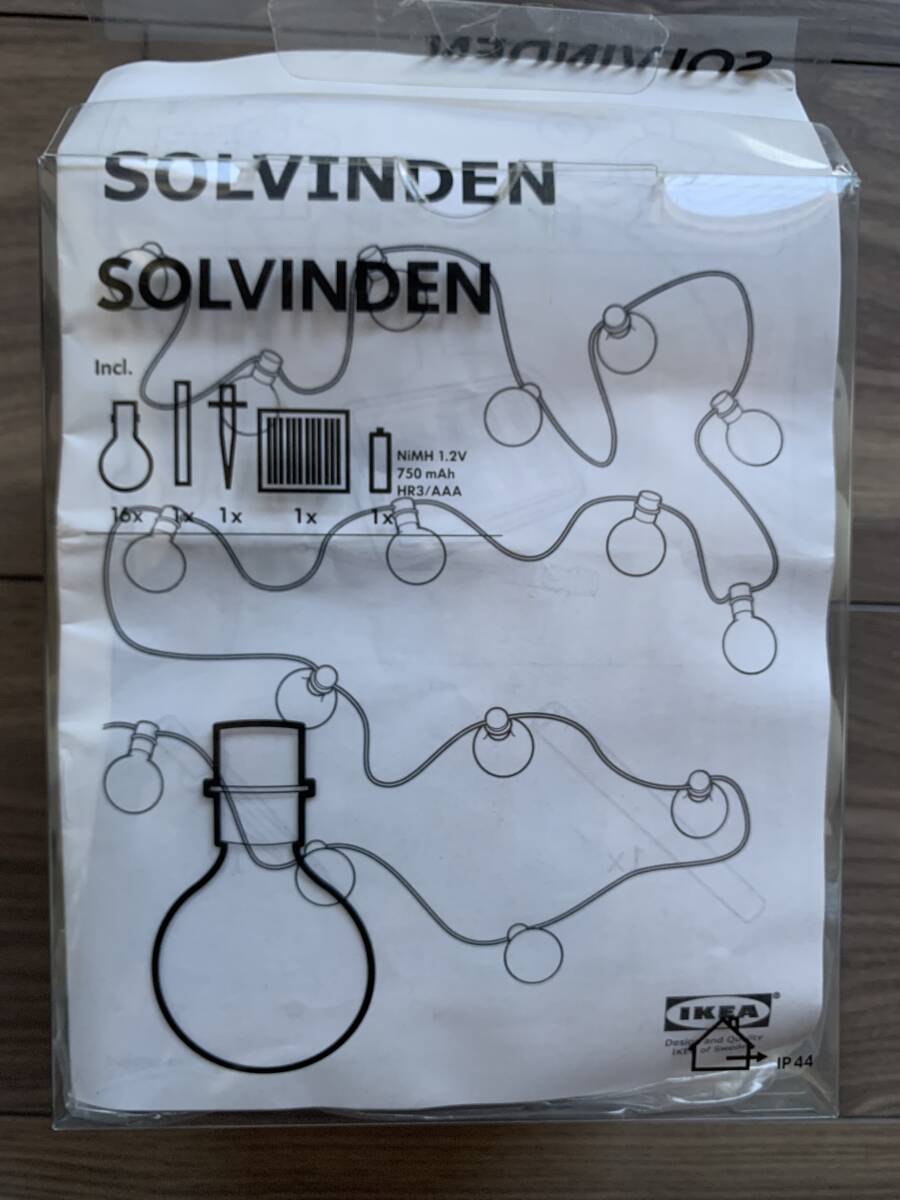 SOLVINDEN
SOLVINDEN
SOLVINDEN
Incl.
NiMH 1.2V
750 mAh
HR3/AAA
16x 1x 1x 1x 1x
1x
IKEA®
Design and Quality
IKEA of Sweden
IP44